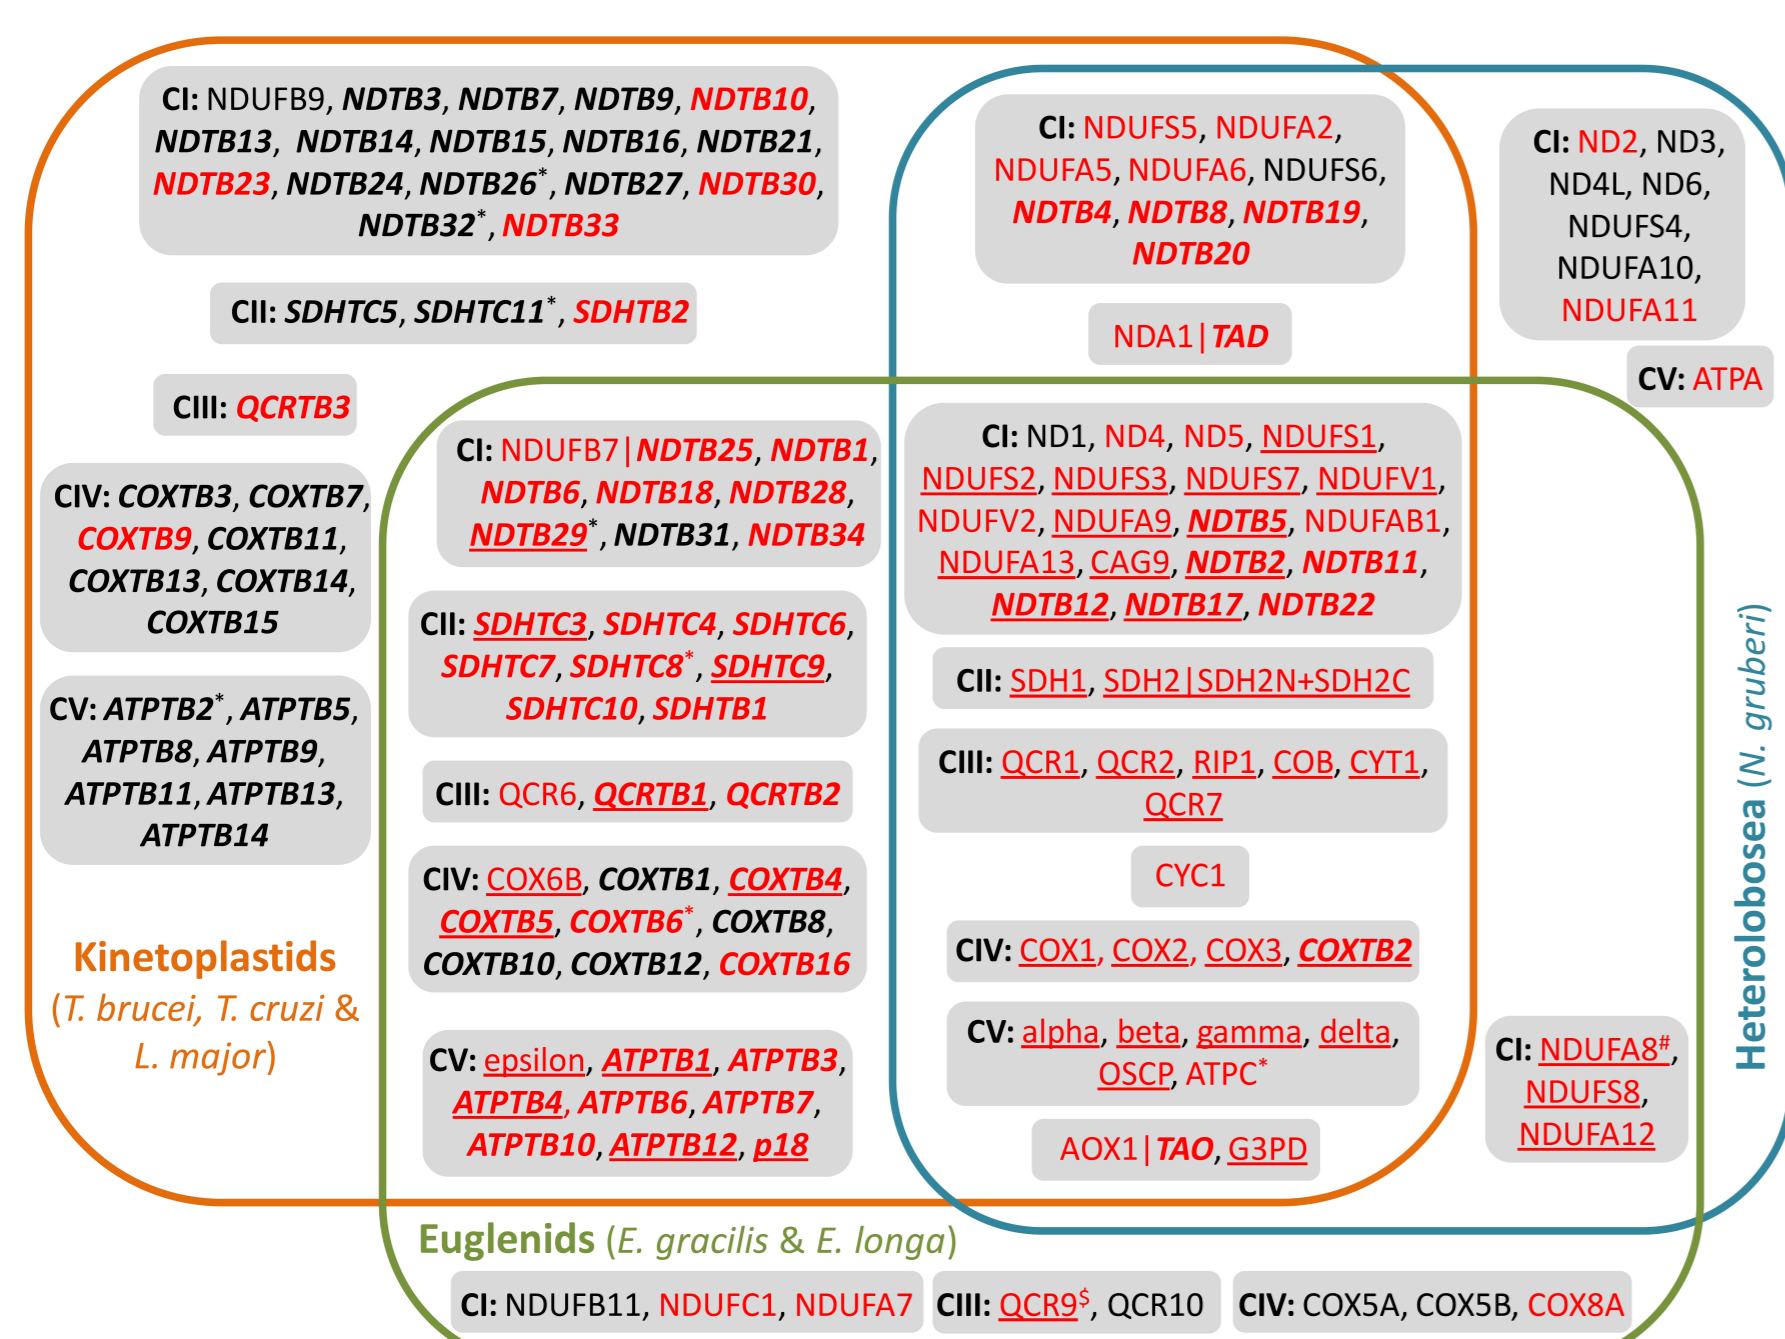 CI: NDUFB9, NDTB3, NDTB7, NDTB9, NDTB10,
NDTB13, NDTB14, NDTB15, NDTB16, NDTB21,
NDTB23, NDTB24, NDTB26*, NDTB27, NDTB30,
NDTB32*, NDTB33
CII: SDHTC5, SDHTC11*, SDHTB2
CIII: QCRTB3
CIV: COXTB3, COXTB7,
COXTB9, COXTB11,
COXTB13, COXTB14,
COXTB15
CV: ATPTB2*, ATPTB5,
ATPTB8, ATPTB9,
ATPTB11, ATPTB13,
ATPTB14
Kinetoplastids
(T. brucei, T. cruzi &
L. major)
CI: NDUFB7|NDTB25, NDTB1,
NDTB6, NDTB18, NDTB28,
NDTB29*, NDTB31, NDTB34
CII: SDHTC3, SDHTC4, SDHTC6,
SDHTC7, SDHTC8*, SDHTC9,
SDHTC10, SDHTB1
CIII: QCR6, QCRTB1, QCRTB2
CIV: COX6B, COXTB1, COXTB4,
COXTB5, COXTB6*, COXTB8,
COXTB10, COXTB12, COXTB16
CV: epsilon, ATPTB1, ATPTB3,
ATPTB4, ATPTB6, ATPTB7,
ATPTB10, ATPTB12, p18
CI: NDUFS5, NDUFA2,
NDUFA5, NDUFA6, NDUFS6,
NDTB4, NDTB8, NDTB19,
NDTB20
NDA1|TAD
CI: ND1, ND4, ND5, NDUFS1,
NDUFS2, NDUFS3, NDUFS7, NDUFV1,
NDUFV2, NDUFA9, NDTB5, NDUFAB1,
NDUFA13, CAG9, NDTB2, NDTB11,
NDTB12, NDTB17, NDTB22
CII: SDH1, SDH2|SDH2N+SDH2C
CIII: QCR1, QCR2, RIP1, COB, CYT1,
QCR7
CYC1
CIV: COX1, COX2, COX3, COXTB2
CV: alpha, beta, gamma, delta,
OSCP, ATPC*
AOX1|TAO, G3PD
CI: ND2, ND3,
ND4L, ND6,
NDUFS4,
NDUFA10,
NDUFA11
CV: ATPA
Heterolobosea (N. gruberi)
CI: NDUFA8#,
NDUFS8,
NDUFA12
Euglenids (E. gracilis & E. longa)
CI: NDUFB11, NDUFC1, NDUFA7
CIII: QCR9$, QCR10
CIV: COX5A, COX5B, COX8A